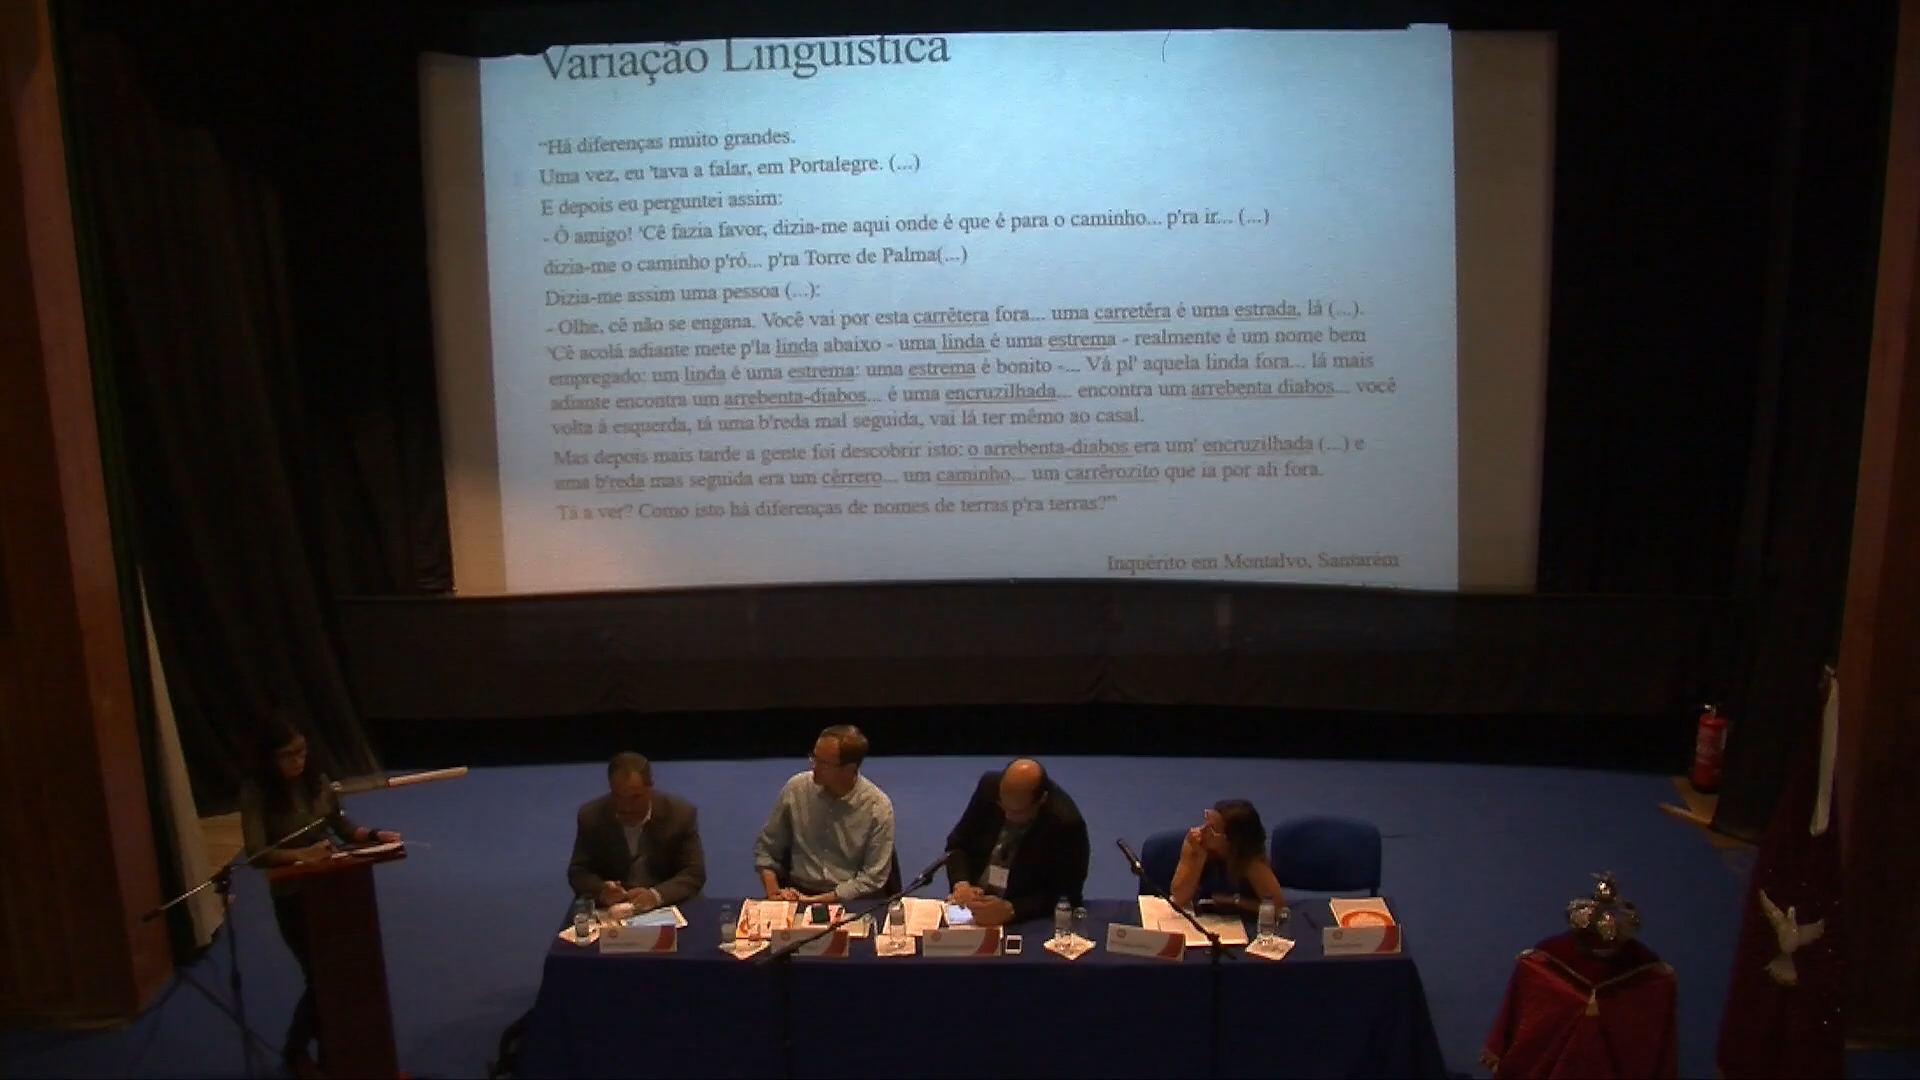 Variação Linguística
“Há diferenças muito grandes.
Uma vez, eu 'tava a falar, em Portalegre. (...)
E depois eu perguntei assim:
- Ó amigo! 'Cê fazia favor, dizia-me aqui onde é que é para o caminho... p'ra ir... (...)
dizia-me o caminho p'ró... p'ra Torre de Palma(...)
Dizia-me assim uma pessoa (...):
- Olhe, cê não se engana. Você vai por esta carrêtera fora... uma carretêra é uma estrada, lá (...).
'Cê acolá adiante mete p'la linda abaixo - uma linda é uma estrema - realmente é um nome bem
empregado: um linda é uma estrema: uma estrema é bonito -... Vá pl' aquela linda fora... lá mais
adiante encontra um arrebenta-diabos... é uma encruzilhada... encontra um arrebenta diabos... você
volta à esquerda, tá uma b'reda mal seguida, vai lá ter mêmo ao casal.
Mas depois mais tarde a gente foi descobrir isto: o arrebenta-diabos era um' encruzilhada (...) e
uma b'reda mas seguida era um cêrrero... um caminho... um carrêrozito que ia por ali fora.
Tá a ver? Como isto há diferenças de nomes de terras p'ra terras?”
Inquérito em Montalvo, Santarém